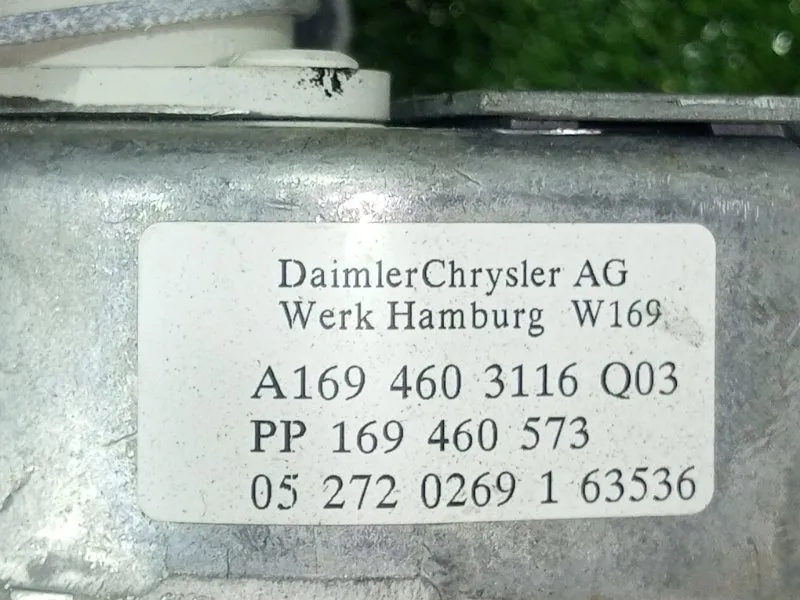 DaimlerChrysler AG
Werk Hamburg W169
A169 460 3116 Q03
PP 169 460 573
05 272 0269 1 63536